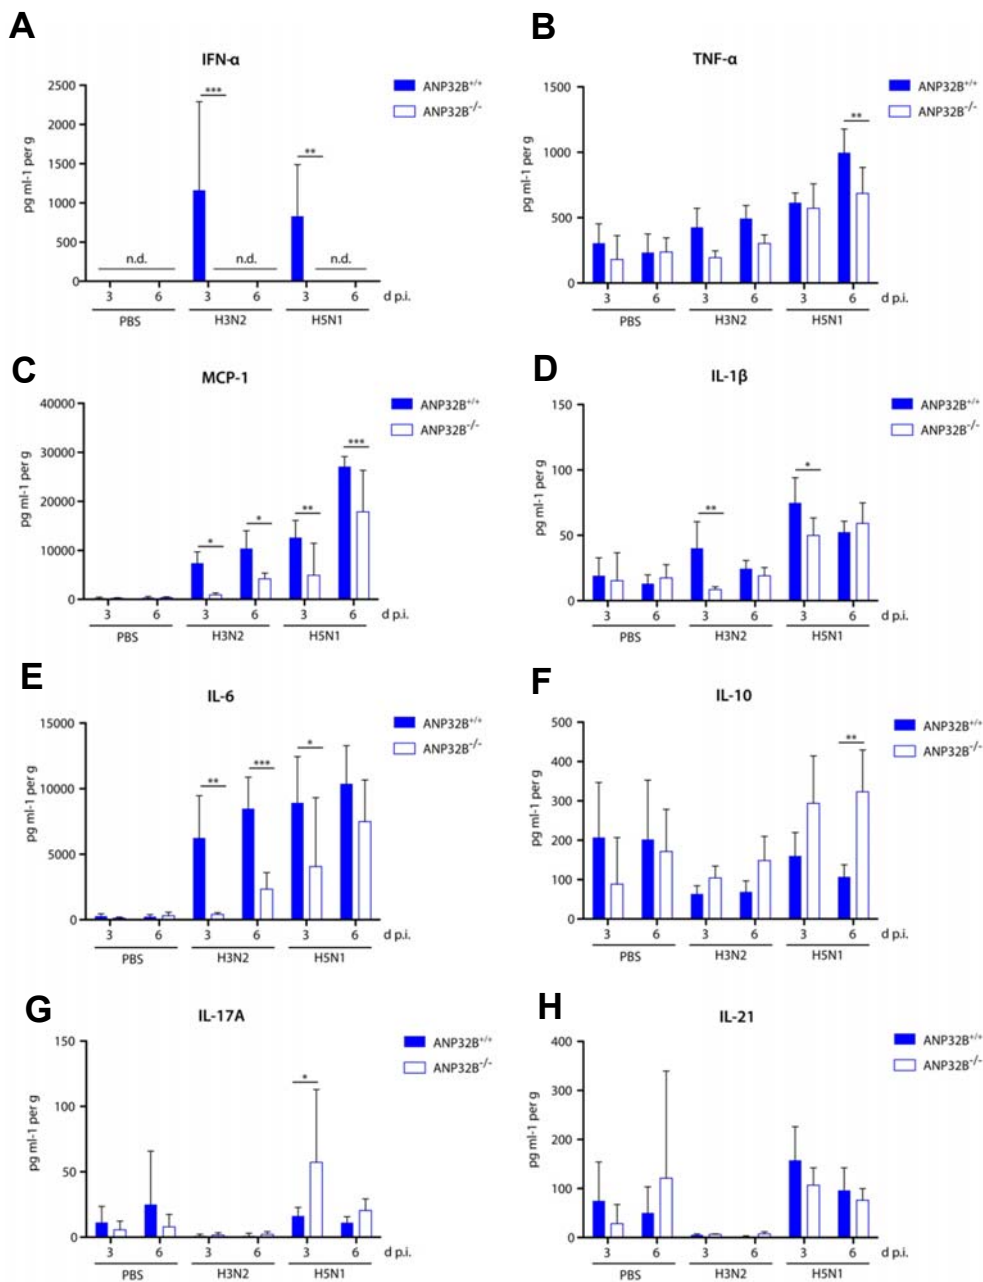 A
IFN-α
2500
2000
1500
1000
500
0
pg ml-1 per g
ANP32B+/+
ANP32B-/-
***
**
n.d.
n.d.
n.d.
3
6
3
6
3
6
d p.i.
PBS
H3N2
H5N1
B
TNF-α
1500
1000
500
0
pg ml-1 per g
ANP32B+/+
ANP32B-/-
**
3
6
3
6
3
6
d p.i.
PBS
H3N2
H5N1
C
MCP-1
40000
30000
20000
10000
0
pg ml-1 per g
ANP32B+/+
ANP32B-/-
*
*
**
***
3
6
3
6
3
6
d p.i.
PBS
H3N2
H5N1
D
IL-1β
150
100
50
0
pg ml-1 per g
ANP32B+/+
ANP32B-/-
**
*
3
6
3
6
3
6
d p.i.
PBS
H3N2
H5N1
E
IL-6
15000
10000
5000
0
pg ml-1 per g
ANP32B+/+
ANP32B-/-
**
***
*
3
6
3
6
3
6
d p.i.
PBS
H3N2
H5N1
F
IL-10
500
400
300
200
100
0
pg ml-1 per g
ANP32B+/+
ANP32B-/-
**
3
6
3
6
3
6
d p.i.
PBS
H3N2
H5N1
G
IL-17A
150
100
50
0
pg ml-1 per g
ANP32B+/+
ANP32B-/-
*
3
6
3
6
3
6
d p.i.
PBS
H3N2
H5N1
H
IL-21
400
300
200
100
0
pg ml-1 per g
ANP32B+/+
ANP32B-/-
3
6
3
6
3
6
d p.i.
PBS
H3N2
H5N1